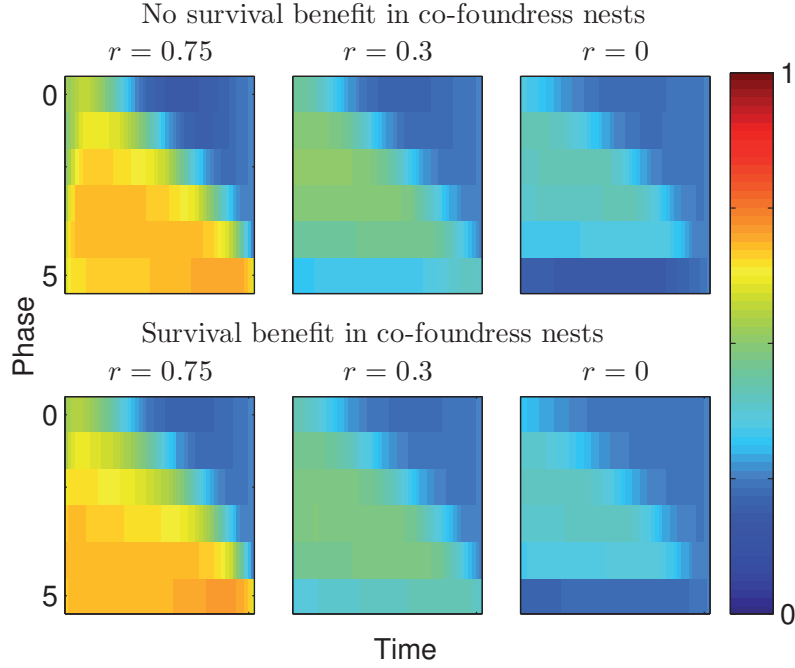 No survival benefit in co-foundress nests
r = 0.75 r = 0.3 r = 0
0
5
1
0
Survival benefit in co-foundress nests
r = 0.75 r = 0.3 r = 0
0
5
Phase
Time